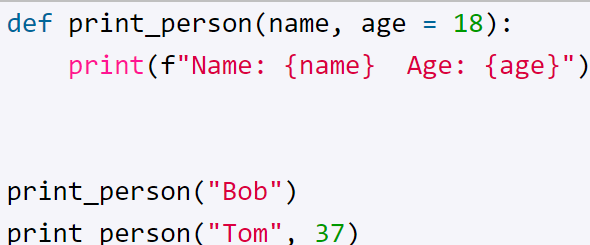 def print_person(name, age = 18):
    print(f"Name: {name}  Age: {age}")
print_person("Bob")
print_person("Tom", 37)